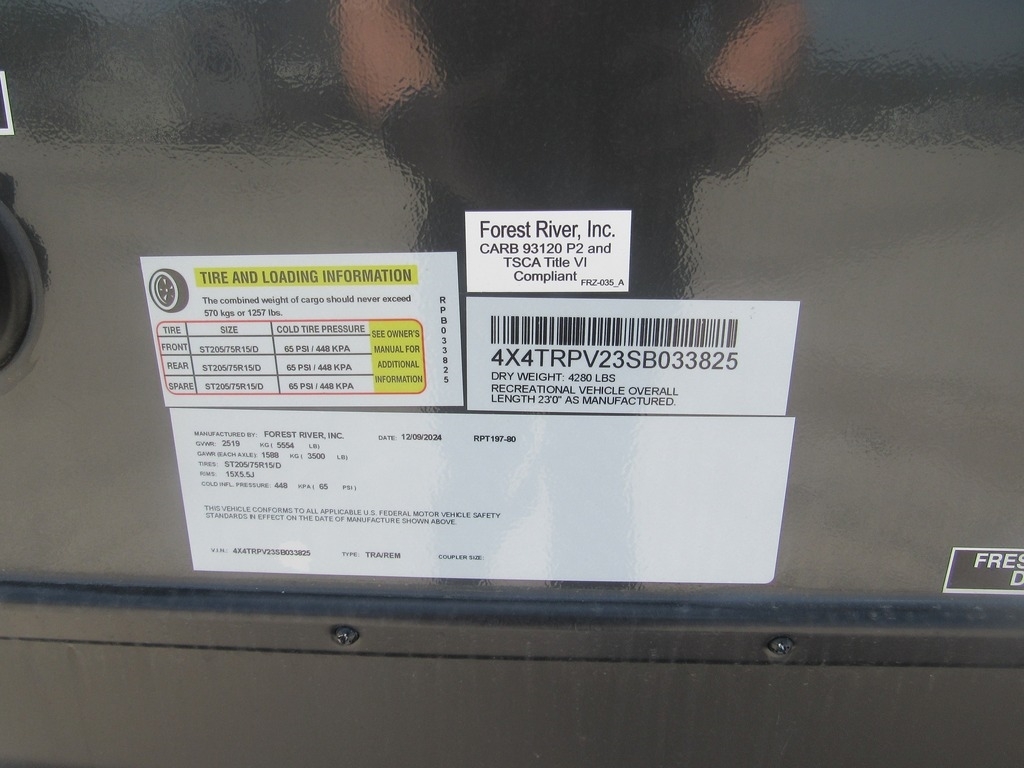 Forest River, Inc.
CARB 93120 P2 and
TSCA Title VI
Compliant FRZ-035_A
TIRE AND LOADING INFORMATION
The combined weight of cargo should never exceed
570 kgs or 1257 lbs.
TIRE SIZE COLD TIRE PRESSURE
FRONT ST205/75R15/D 65 PSI / 448 KPA
REAR ST205/75R15/D 65 PSI / 448 KPA
SPARE ST205/75R15/D 65 PSI / 448 KPA
SEE OWNER'S
MANUAL FOR
ADDITIONAL
INFORMATION
RPB033825
4X4TRPV23SB033825
DRY WEIGHT: 4280 LBS
RECREATIONAL VEHICLE OVERALL
LENGTH 23'0" AS MANUFACTURED.
MANUFACTURED BY: FOREST RIVER, INC. DATE: 12/09/2024 RPT197-80
GVWR: 2519 KG ( 5554 LB)
GAWR (EACH AXLE): 1588 KG ( 3500 LB)
TIRES: ST205/75R15/D
RIMS: 15X5.5J
COLD INFL. PRESSURE: 448 KPA ( 65 PSI)
THIS VEHICLE CONFORMS TO ALL APPLICABLE U.S. FEDERAL MOTOR VEHICLE SAFETY
STANDARDS IN EFFECT ON THE DATE OF MANUFACTURE SHOWN ABOVE.
V.I.N.: 4X4TRPV23SB033825 TYPE: TRA/REM COUPLER SIZE:
FRES
D